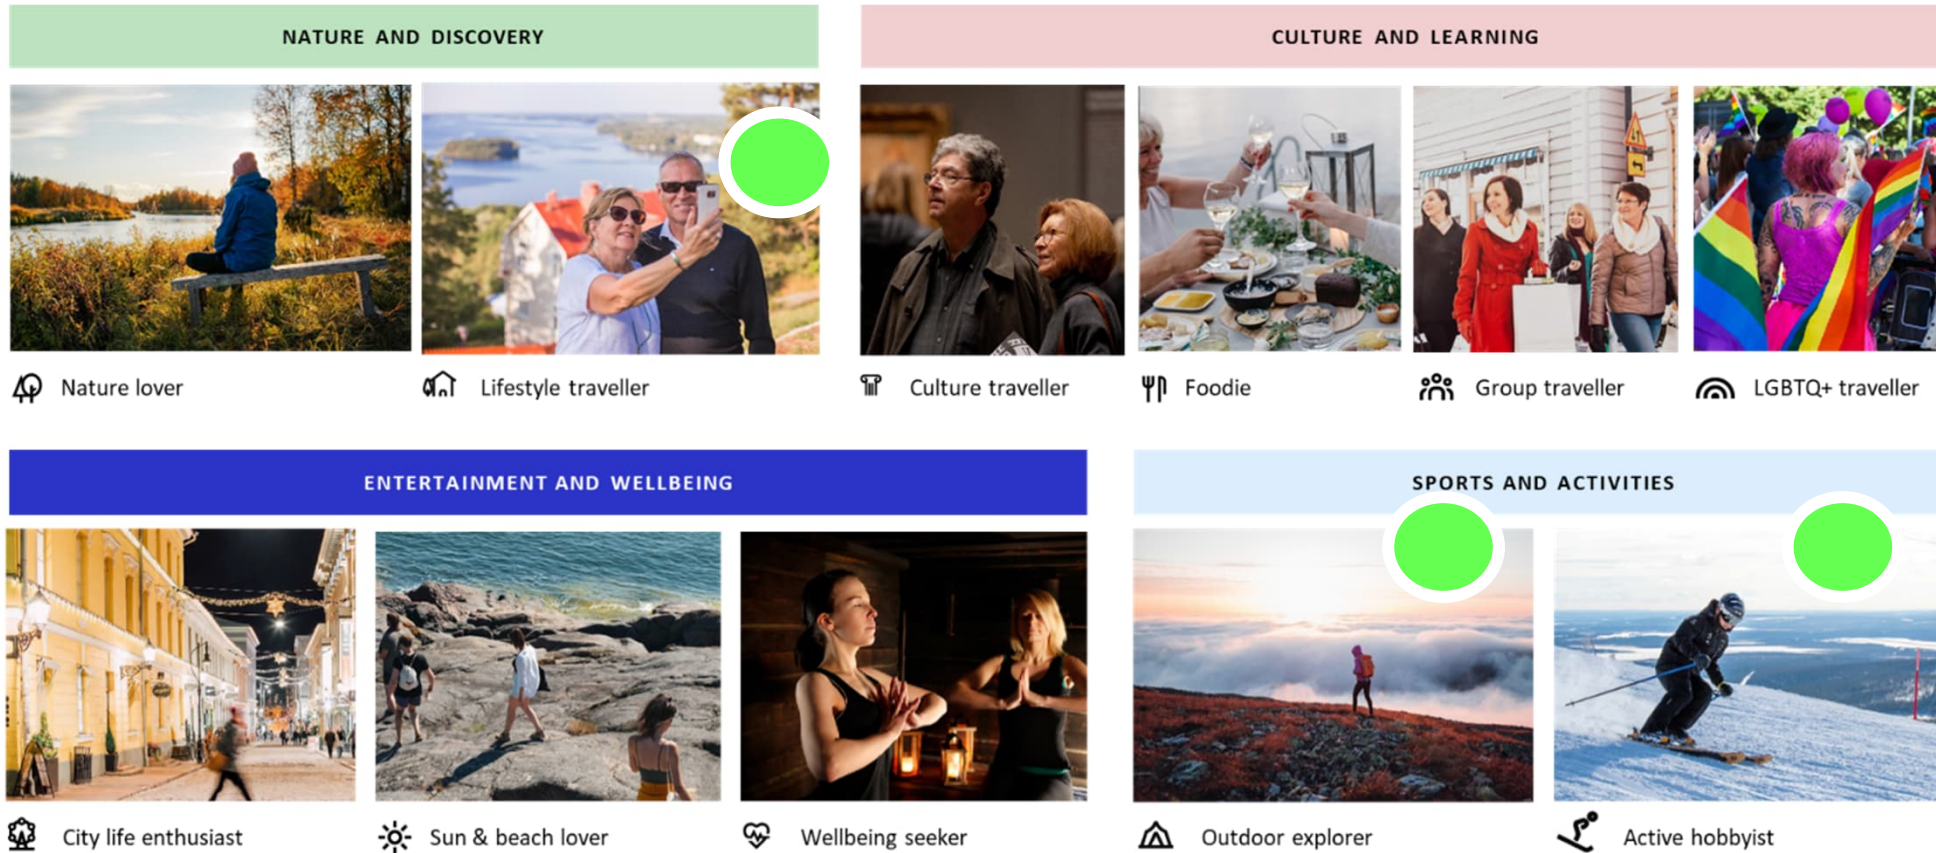 NATURE AND DISCOVERY
CULTURE AND LEARNING
Nature lover
Lifestyle traveller
Culture traveller
Foodie
Group traveller
LGBTQ+ traveller
ENTERTAINMENT AND WELLBEING
SPORTS AND ACTIVITIES
City life enthusiast
Sun & beach lover
Wellbeing seeker
Outdoor explorer
Active hobbyist